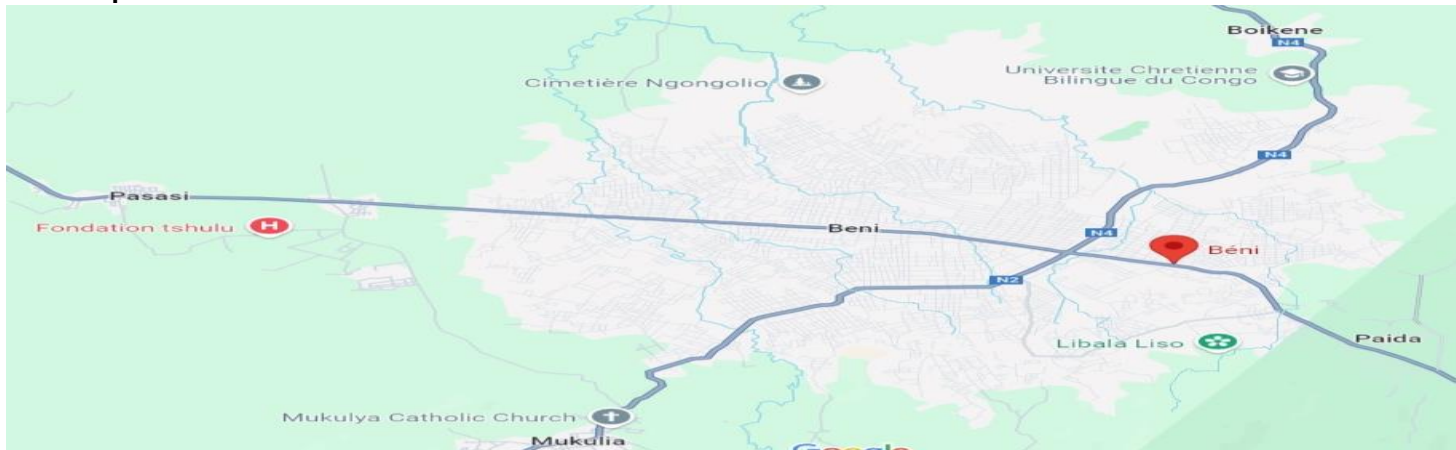 Boikene
N4
Universite Chretienne
Bilingue du Congo
Cimetière Ngongolio
N4
Pasasi
Fondation tshulu
H
Beni
N4
Béni
N2
Libala Liso
Paida
Mukulya Catholic Church
Mukulia